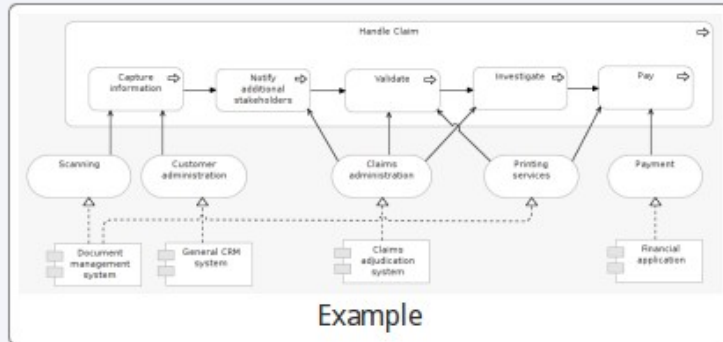 Handle Claim
Capture
information
Notify
additional
stakeholders
Validate
Investigate
Pay
Scanning
Customer
administration
Claims
administration
Printing
services
Payment
Document
management
system
General CRM
system
Claims
adjudication
system
Financial
application
Example